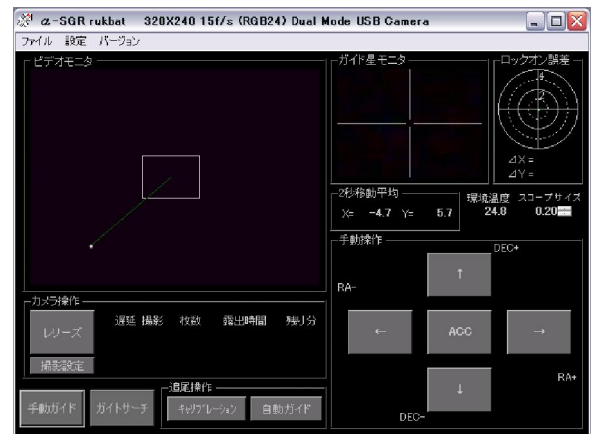 α-SGR rukbat 320X240 15f/s (RGB24) Dual Mode USB Camera
ファイル 設定 バージョン
ビデオモニタ
ガイド星モニタ
ロックオン誤差
4
2
⊿X=
⊿Y=
2秒移動平均
X= -4.7 Y= 5.7
環境温度 スコープサイズ
24.8 0.20
手動操作
DEC+
↑
RA-
← ACC →
RA+
↓
DEC-
カメラ操作
レリーズ 遅延 撮影 枚数 露出時間 残り分
撮影設定
追尾操作
手動ガイド ガイトサーチ キャリブレーション 自動ガイド